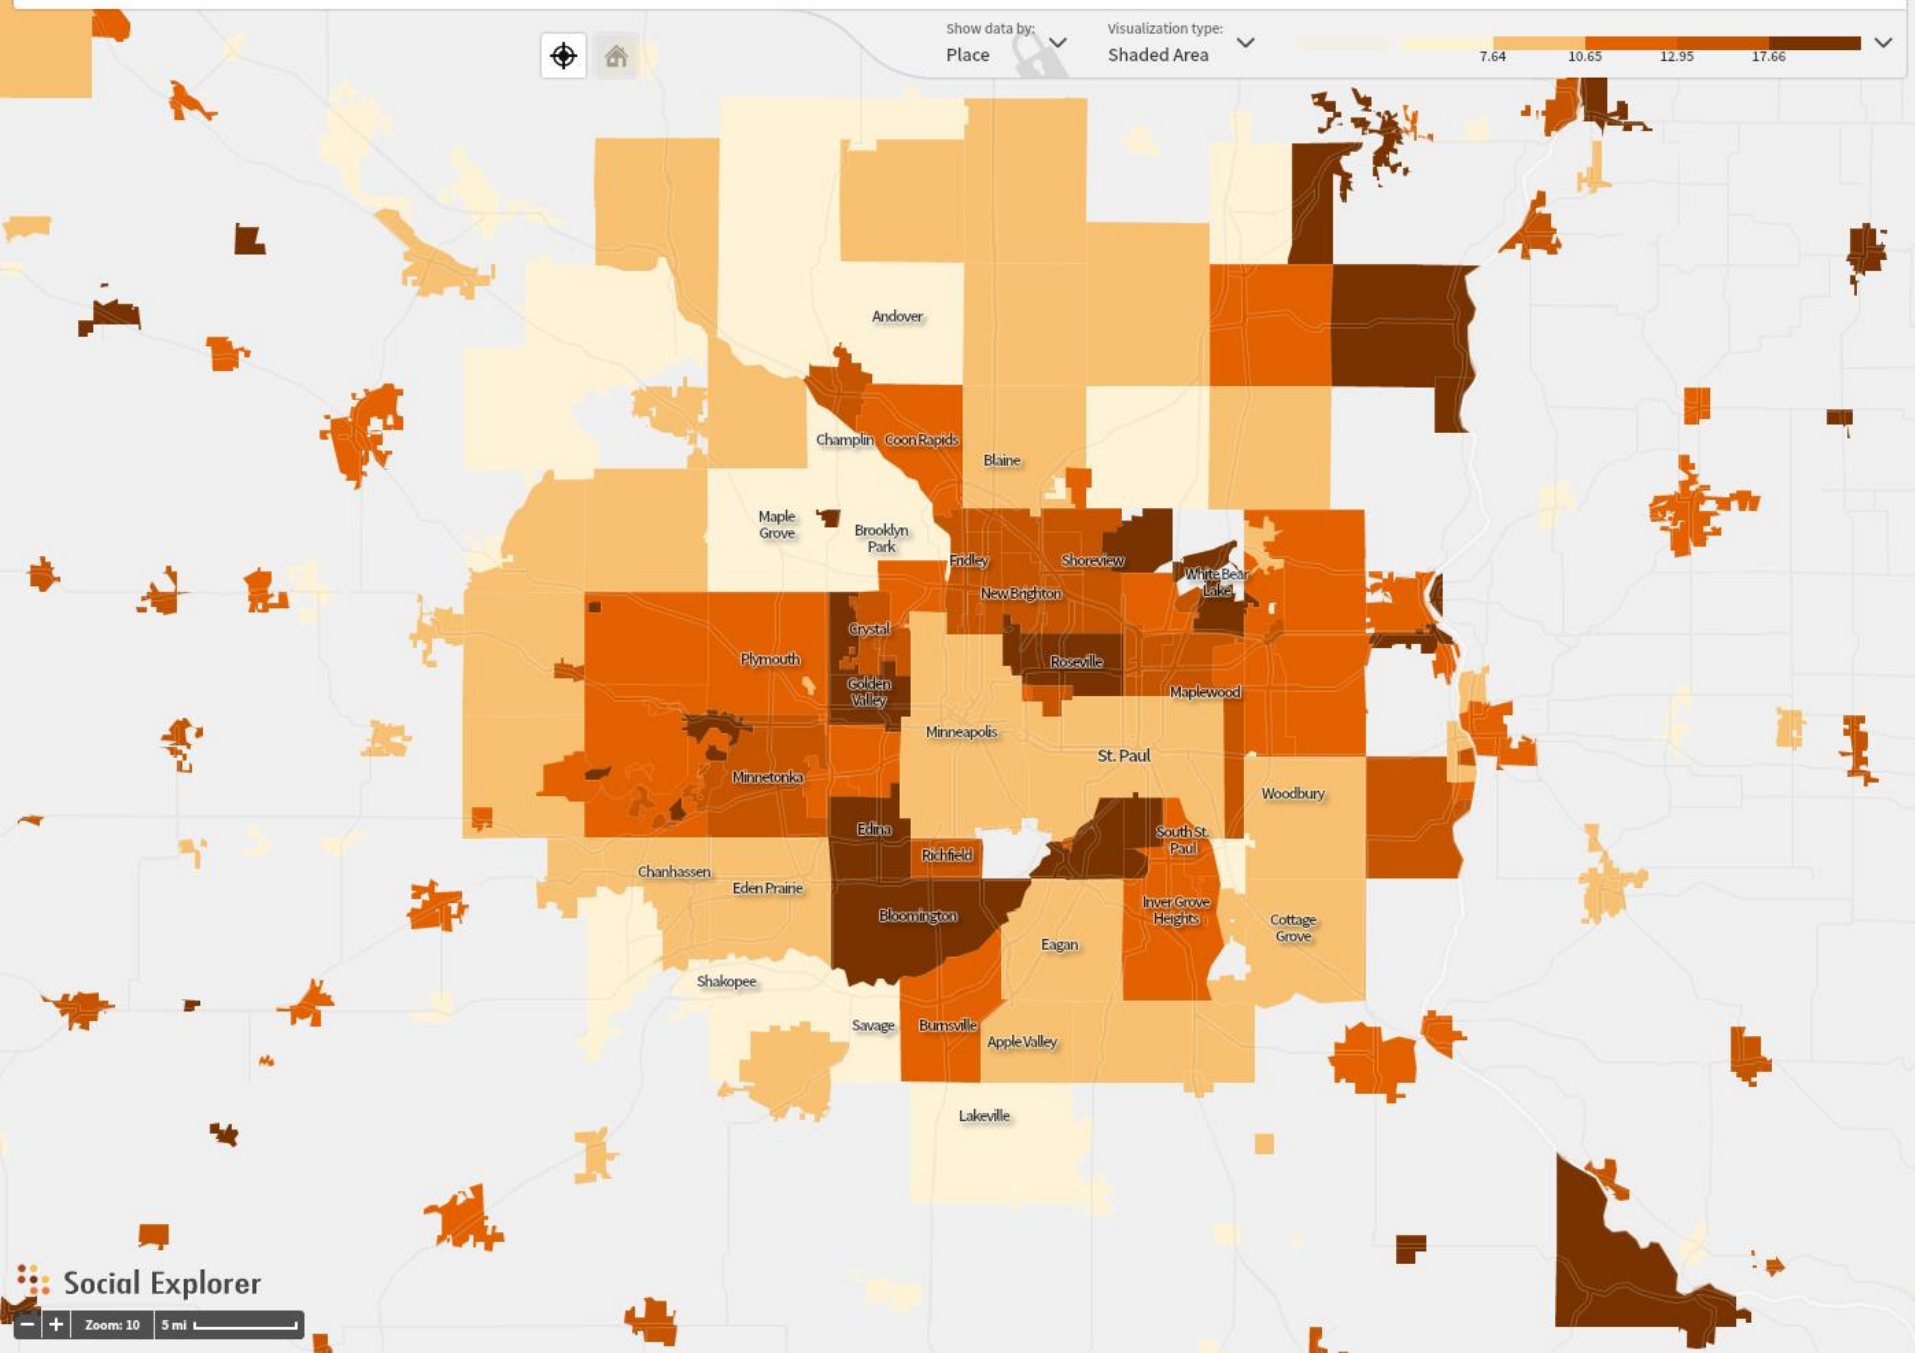 Show data by:
Place
Visualization type:
Shaded Area
7.64
10.65
12.95
17.66
Andover
Champlin
Coon Rapids
Blaine
Maple
Grove
Brooklyn
Park
Fridley
Shoreview
New Brighton
White Bear
Lake
Crystal
Plymouth
Roseville
Golden
Valley
Maplewood
Minneapolis
St. Paul
Minnetonka
Woodbury
Edina
South St.
Paul
Richfield
Chanhassen
Eden Prairie
Inver Grove
Heights
Bloomington
Cottage
Grove
Eagan
Shakopee
Savage
Burnsville
Apple Valley
Lakeville
Social Explorer
Zoom: 10
5 mi